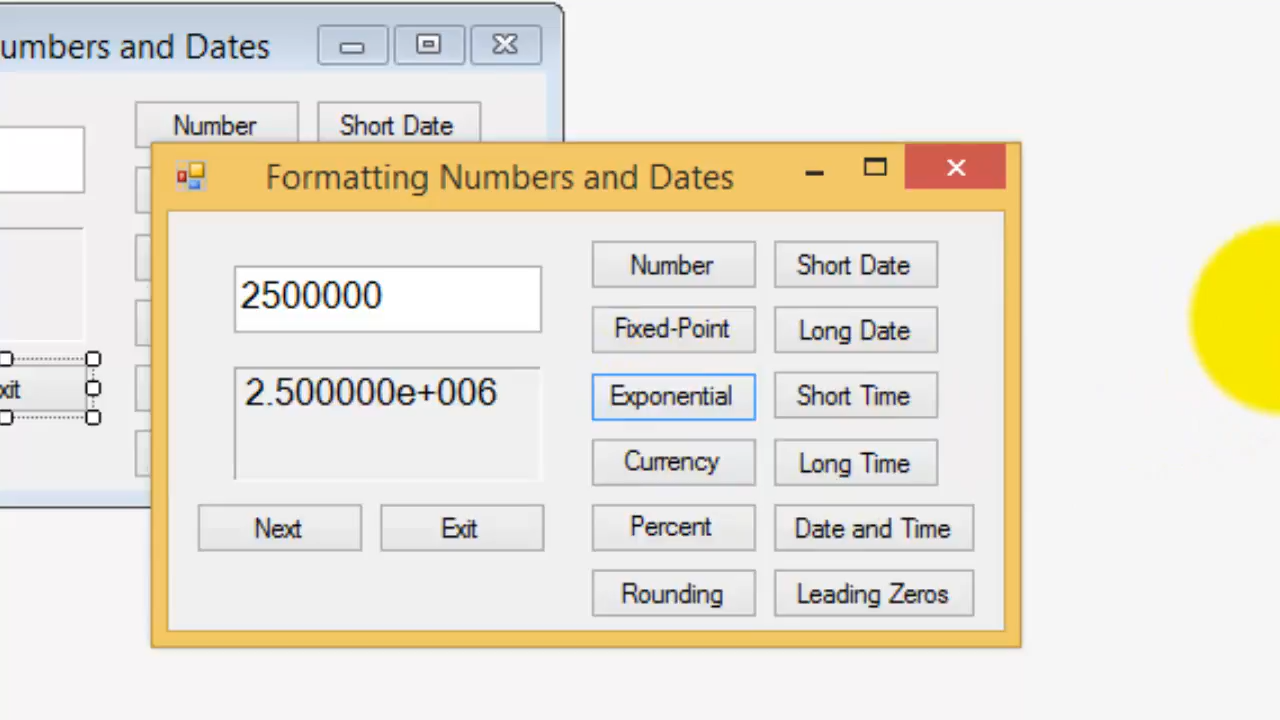 umbers and Dates
Number
Short Date
xit
Formatting Numbers and Dates
2500000
2.500000e+006
Next
Exit
Number
Short Date
Fixed-Point
Long Date
Exponential
Short Time
Currency
Long Time
Percent
Date and Time
Rounding
Leading Zeros